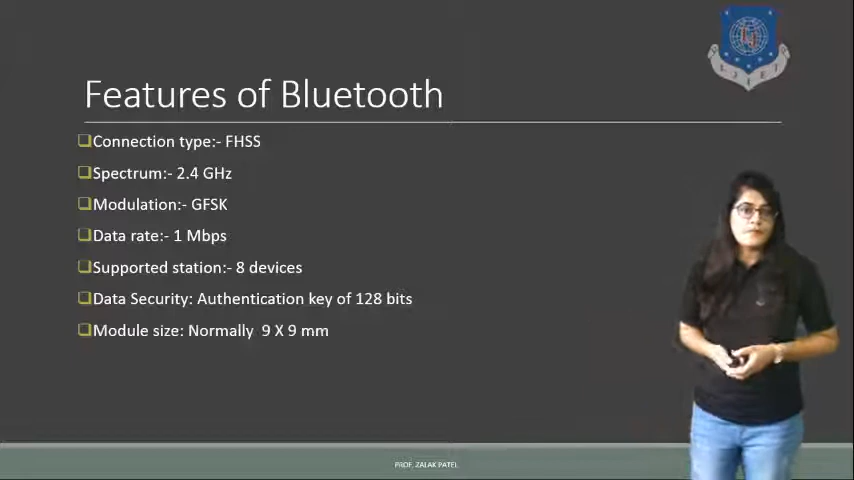 Features of Bluetooth
Connection type:- FHSS
Spectrum:- 2.4 GHz
Modulation:- GFSK
Data rate:- 1 Mbps
Supported station:- 8 devices
Data Security: Authentication key of 128 bits
Module size: Normally 9 X 9 mm
PROF. ZALAK PATEL